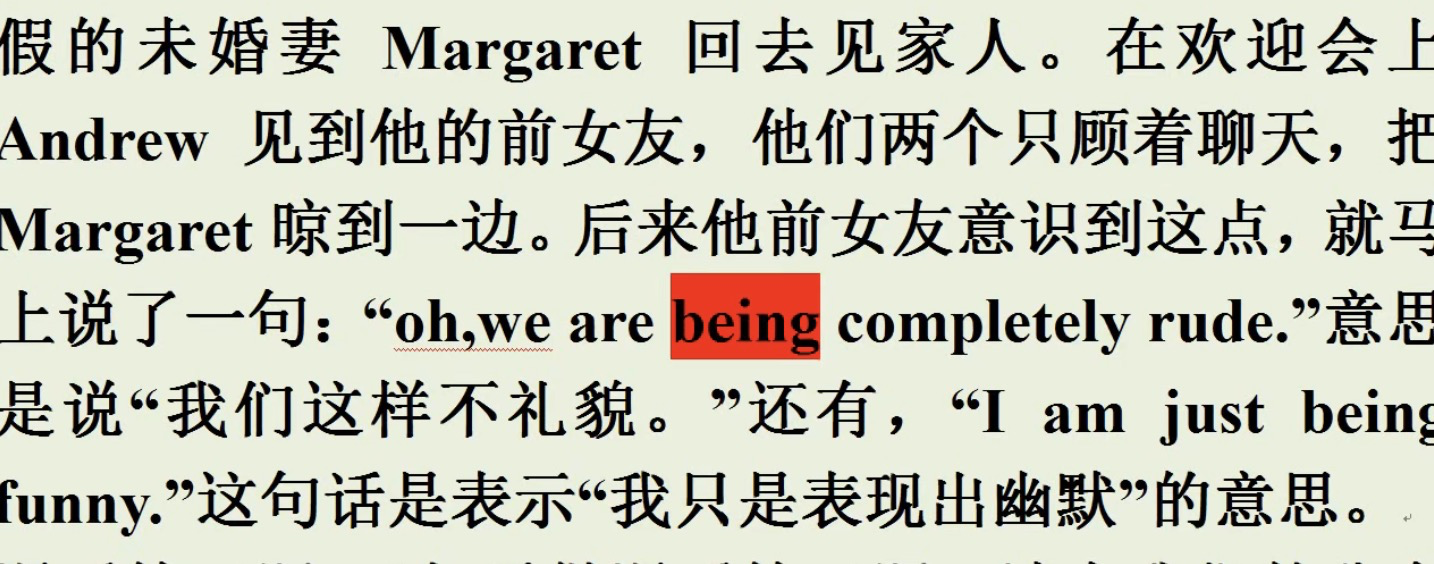 假的未婚妻 Margaret 回去见家人。在欢迎会上
Andrew 见到他的前女友，他们两个只顾着聊天，把
Margaret 晾到一边。后来他前女友意识到这点，就马
上说了一句：“oh,we are being completely rude.”意思
是说“我们这样不礼貌。”还有，“I am just being
funny.”这句话是表示“我只是表现出幽默”的意思。